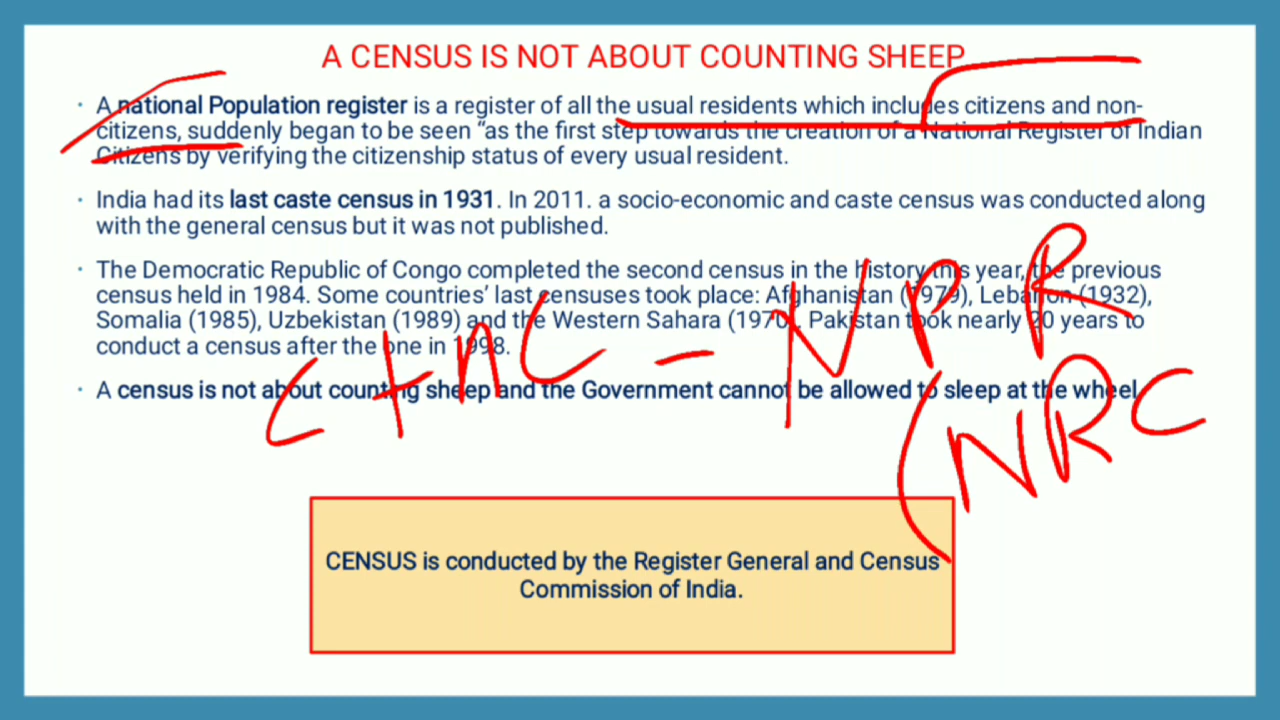 A CENSUS IS NOT ABOUT COUNTING SHEEP
· A national Population register is a register of all the usual residents which includes citizens and non-
citizens, suddenly began to be seen “as the first step towards the creation of a National Register of Indian
Citizens by verifying the citizenship status of every usual resident.
· India had its last caste census in 1931. In 2011. a socio-economic and caste census was conducted along
with the general census but it was not published.
· The Democratic Republic of Congo completed the second census in the history this year, the previous
census held in 1984. Some countries’ last censuses took place: Afghanistan (1979), Lebanon (1932),
Somalia (1985), Uzbekistan (1989) and the Western Sahara (1970). Pakistan took nearly 20 years to
conduct a census after the one in 1998.
· A census is not about counting sheep and the Government cannot be allowed to sleep at the wheel
C + nC - NPR
(NRC
CENSUS is conducted by the Register General and Census
Commission of India.